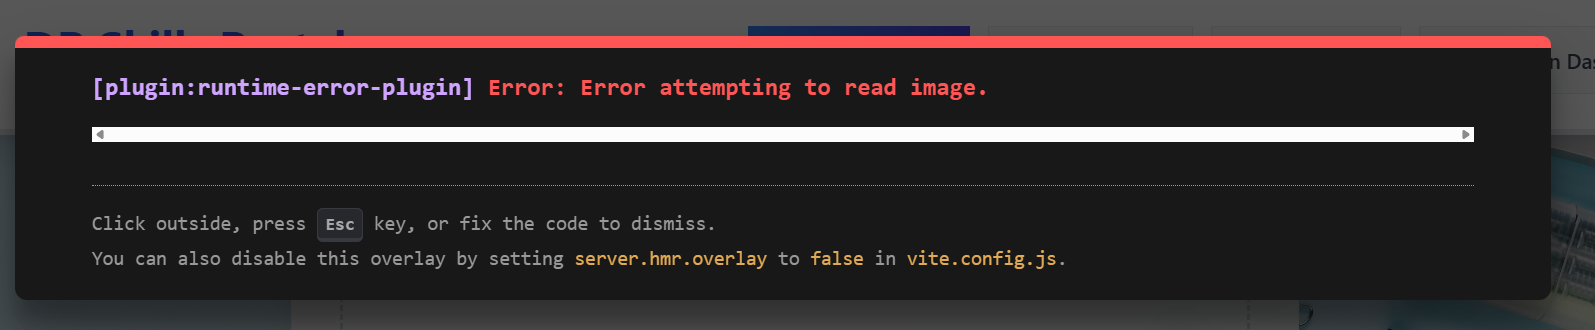 [plugin:runtime-error-plugin] Error: Error attempting to read image.
n Das
Click outside, press Esc key, or fix the code to dismiss.
You can also disable this overlay by setting server.hmr.overlay to false in vite.config.js.